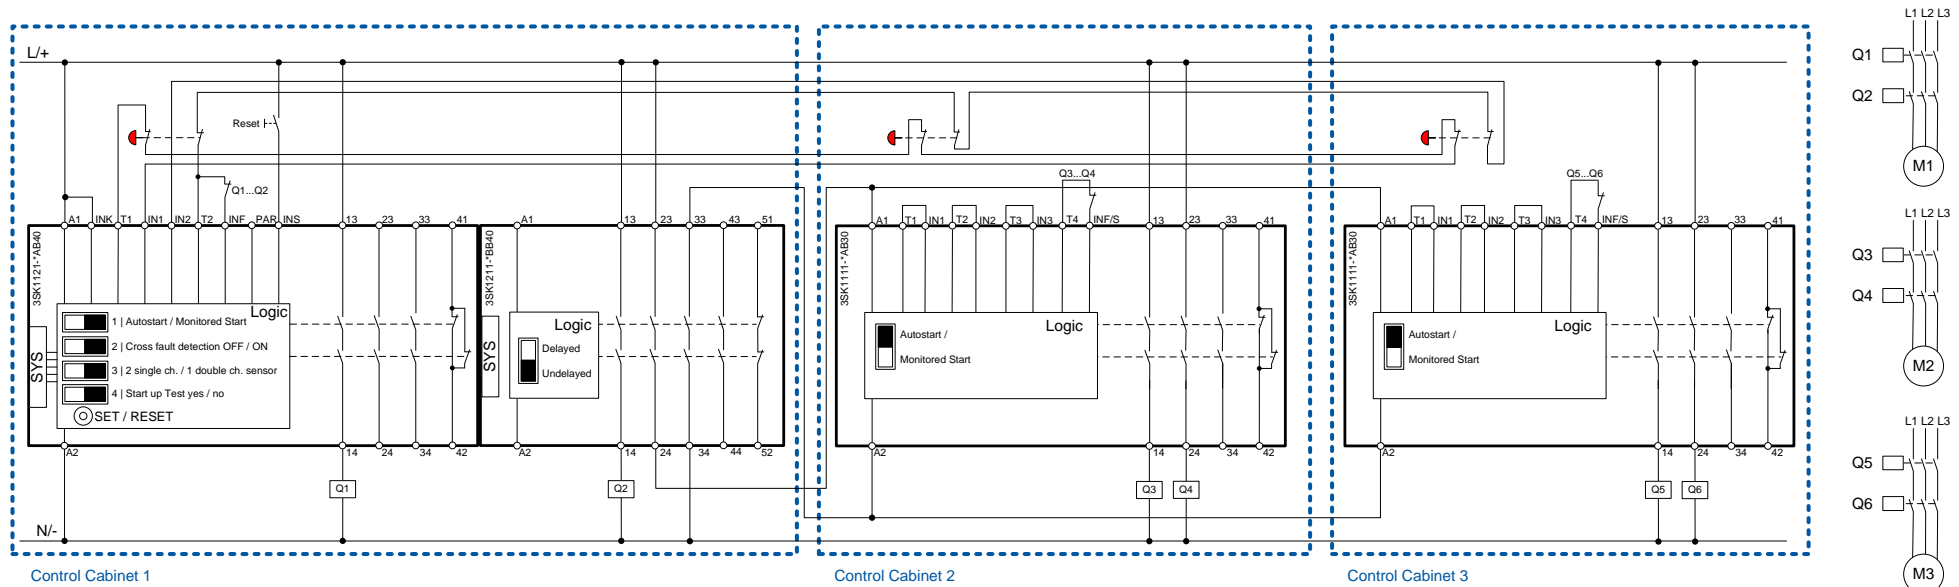 L/+
Reset
Q1...Q2
Q3...Q4
Q5...Q6
A1 INK T1 IN1 IN2 T2 INF PAR INS 13 23 33 41
A1 13 23 33 43 51
A1 T1 IN1 T2 IN2 T3 IN3 T4 INF/S 13 23 33 41
A1 T1 IN1 T2 IN2 T3 IN3 T4 INF/S 13 23 33 41
3SK1121-*AB40
SYS
Logic
1 | Autostart / Monitored Start
2 | Cross fault detection OFF / ON
3 | 2 single ch. / 1 double ch. sensor
4 | Start up Test yes / no
SET / RESET
3SK1211-*BB40
SYS
Logic
Delayed
Undelayed
3SK1111-*AB30
Logic
Autostart /
Monitored Start
3SK1111-*AB30
Logic
Autostart /
Monitored Start
A2 14 24 34 42
A2 14 24 34 44 52
A2 14 24 34 42
A2 14 24 34 42
Q1
Q2
Q3
Q4
Q5
Q6
N/-
Control Cabinet 1
Control Cabinet 2
Control Cabinet 3
L1 L2 L3
Q1
Q2
M1
L1 L2 L3
Q3
Q4
M2
L1 L2 L3
Q5
Q6
M3